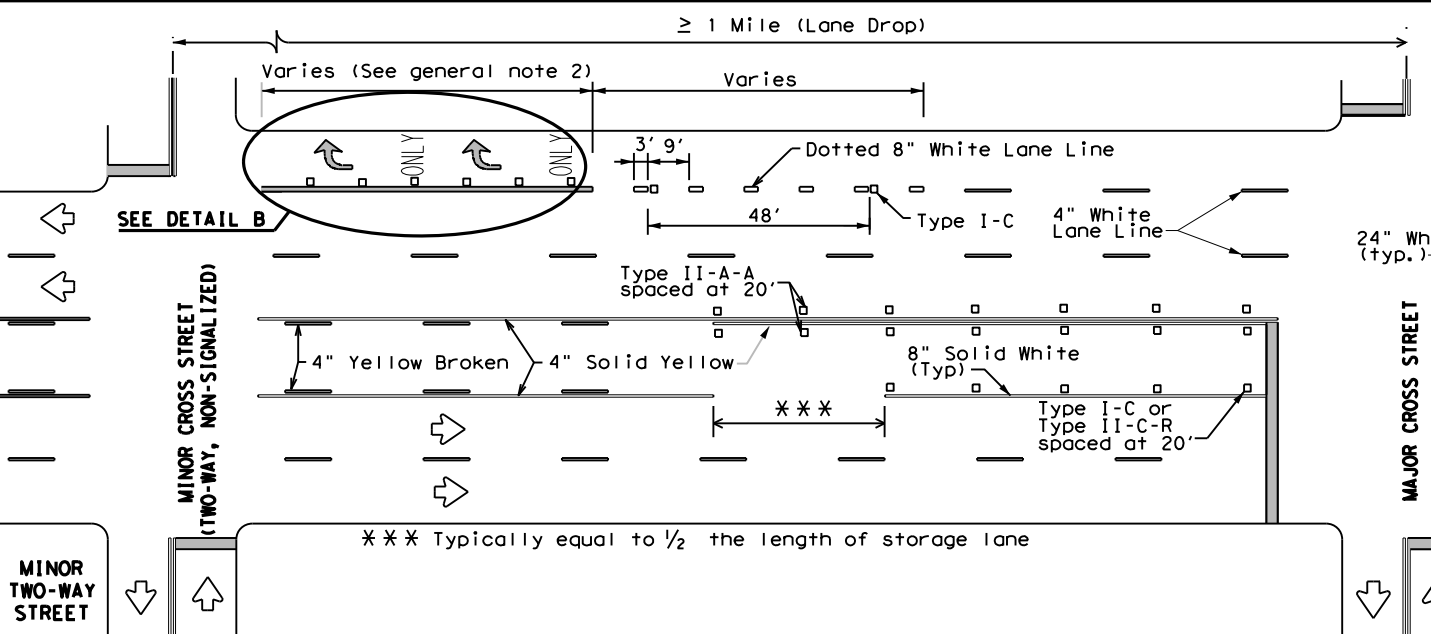 ≥ 1 Mile (Lane Drop)
Varies (See general note 2)
Varies
ONLY
ONLY
3' 9'
Dotted 8" White Lane Line
SEE DETAIL B
48'
Type I-C
4" White
Lane Line
24" Wh
(typ.)
Type II-A-A
spaced at 20'
MINOR CROSS STREET
(TWO-WAY, NON-SIGNALIZED)
MAJOR CROSS STREET
4" Yellow Broken
4" Solid Yellow
8" Solid White
(Typ)
***
Type I-C or
Type II-C-R
spaced at 20'
*** Typically equal to ½ the length of storage lane
MINOR
TWO-WAY
STREET